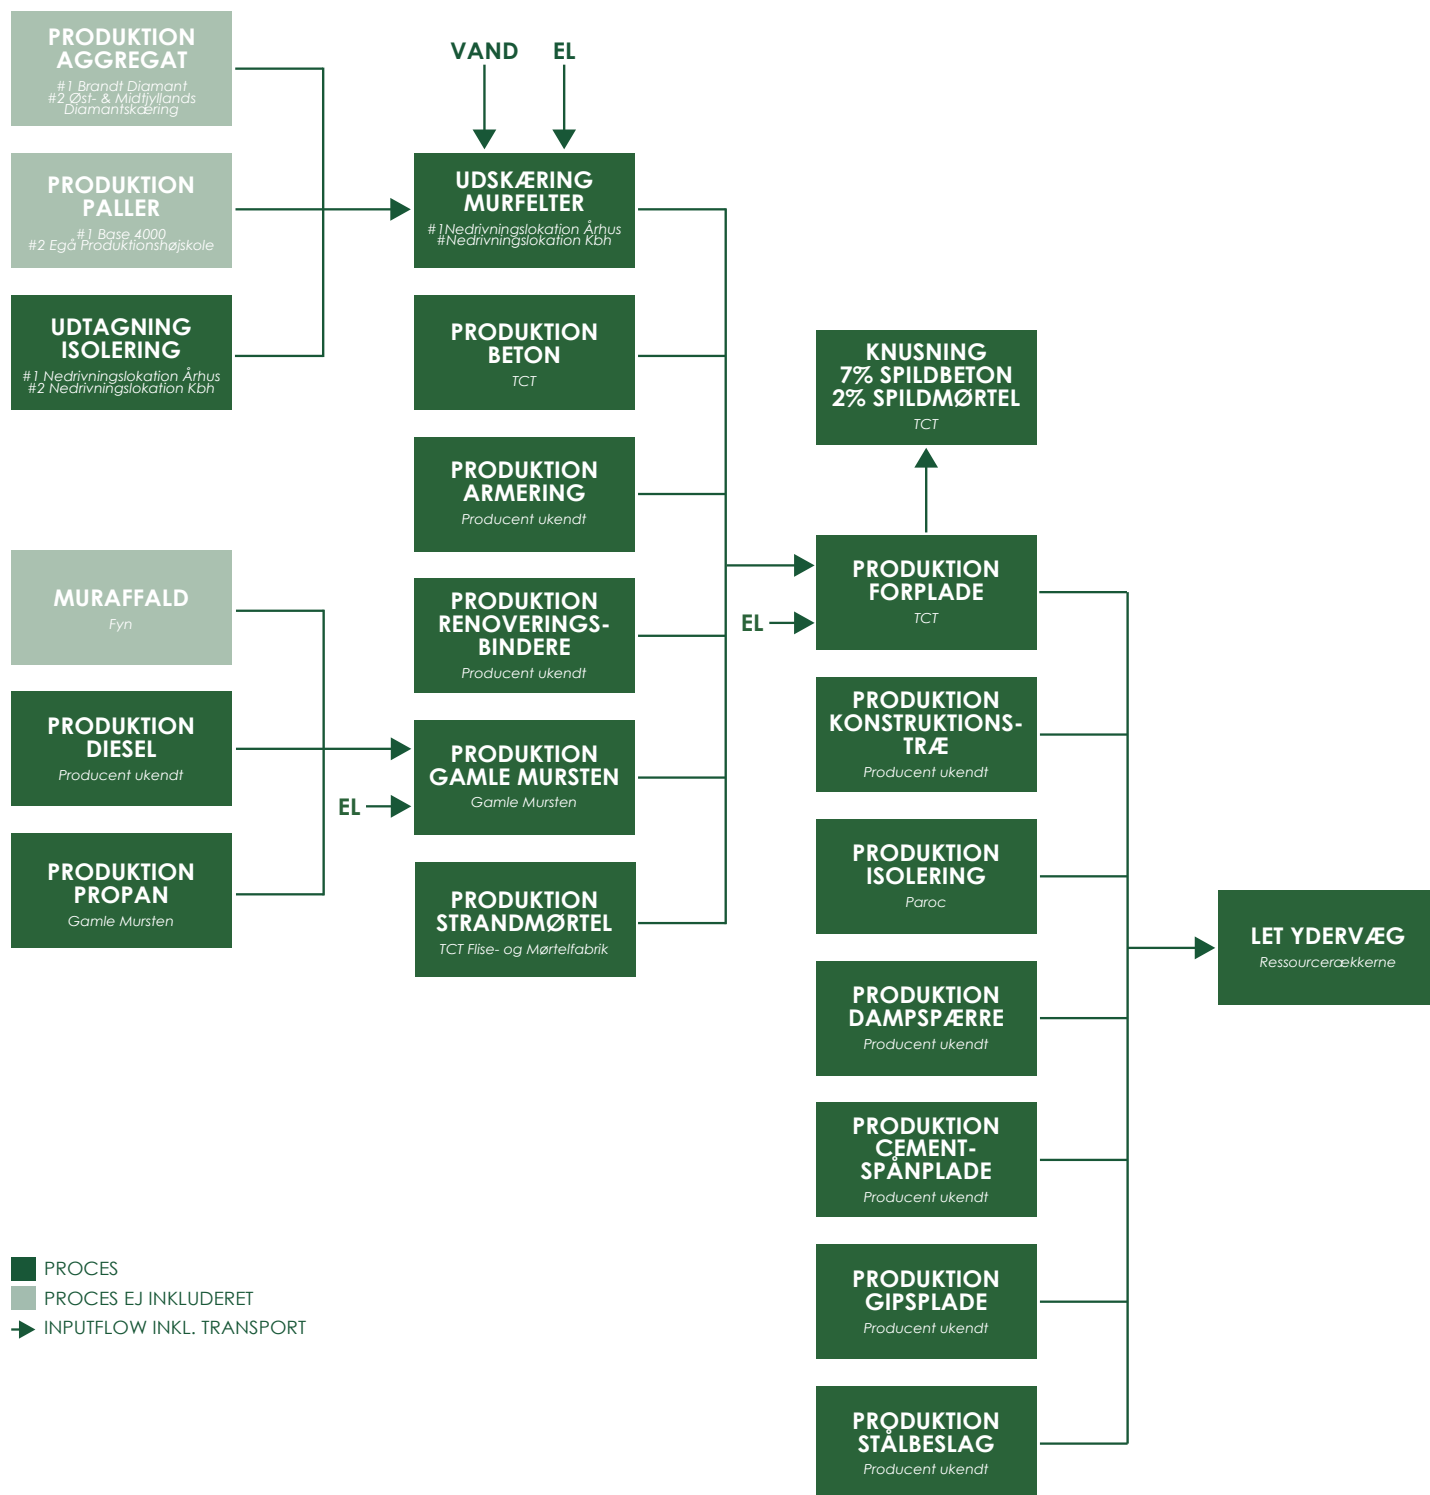 PRODUKTION
AGGREGAT
#1 Brandt Diamant
#2 Øst- & Midtjyllands
Diamantskæring
PRODUKTION
PALLER
#1 Base 4000
#2 Egå Produktionshøjskole
UDTAGNING
ISOLERING
#1 Nedrivningslokation Århus
#2 Nedrivningslokation Kbh
MURAFFALD
Fyn
PRODUKTION
DIESEL
Producent ukendt
PRODUKTION
PROPAN
Gamle Mursten
VAND
EL
UDSKÆRING
MURFELTER
#1Nedrivningslokation Århus
#Nedrivningslokation Kbh
PRODUKTION
BETON
TCT
PRODUKTION
ARMERING
Producent ukendt
PRODUKTION
RENOVERINGS-
BINDERE
Producent ukendt
EL
PRODUKTION
GAMLE MURSTEN
Gamle Mursten
PRODUKTION
STRANDMØRTEL
TCT Flise- og Mørtelfabrik
KNUSNING
7% SPILDBETON
2% SPILDMØRTEL
TCT
EL
PRODUKTION
FORPLADE
TCT
PRODUKTION
KONSTRUKTIONS-
TRÆ
Producent ukendt
PRODUKTION
ISOLERING
Paroc
PRODUKTION
DAMPSPÆRRE
Producent ukendt
PRODUKTION
CEMENT-
SPÅNPLADE
Producent ukendt
PRODUKTION
GIPSPLADE
Producent ukendt
PRODUKTION
STÅLBESLAG
Producent ukendt
LET YDERVÆG
Ressourcerækkerne
PROCES
PROCES EJ INKLUDERET
INPUTFLOW INKL. TRANSPORT